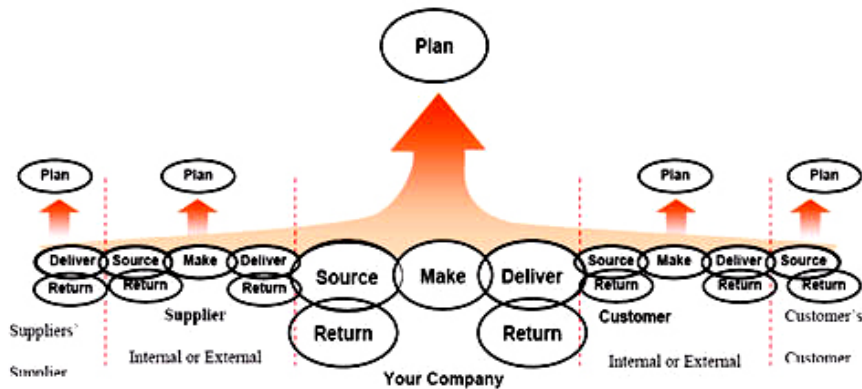 Plan
Plan Plan Plan Plan
Deliver Source Make Deliver Source Make Deliver Source Make Deliver Source
Return Return Return Return Return Return Return Return
Supplier Customer
Suppliers` Customer`s
Internal or External Internal or External
Supplier Customer
Your Company